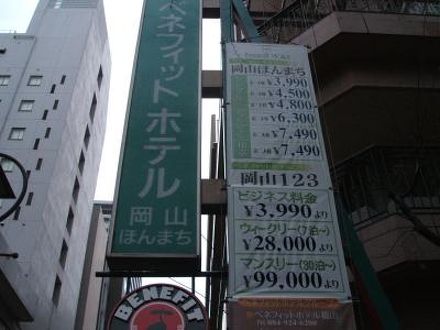 ベネフィットホテル
岡山
ほんまち
BENEFIT
岡山ほんまち
¥3,990
¥4,500
¥4,800
¥6,300
¥7,490
¥7,490
岡山123
ビジネス料金
¥3,990より
ウィークリー(7泊〜)
¥28,000より
マンスリー(30泊〜)
¥99,000より